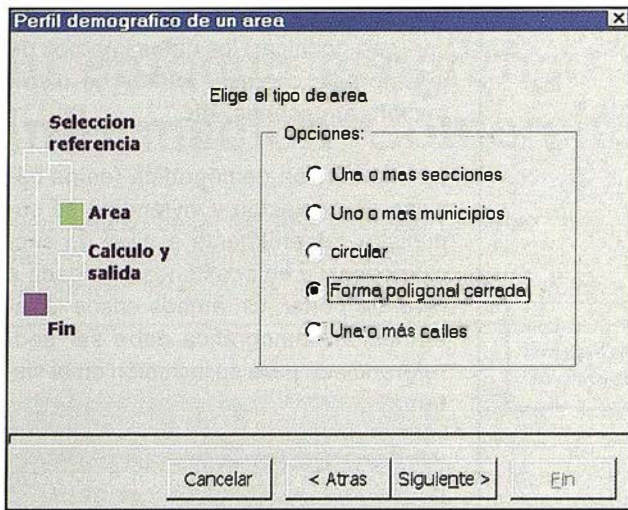 Perfil demografico de un area
Elige el tipo de area
Seleccion
referencia
Area
Calculo y
salida
Fin
Opciones:
Una o mas secciones
Uno o mas municipios
circular
Forma poligonal cerrada
Una o más calles
Cancelar
< Atras
Siguiente >
Fin